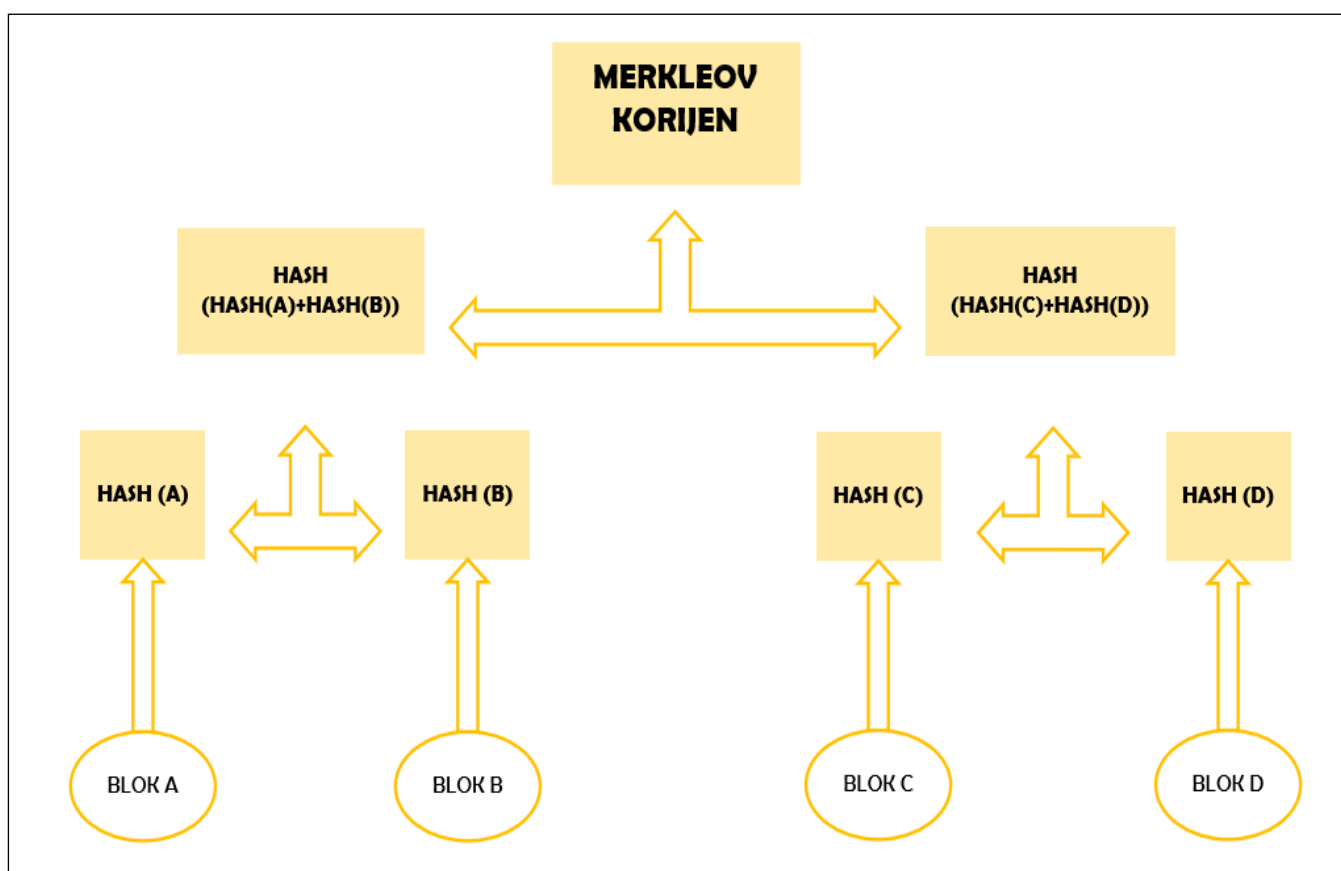 MERKLEOV
KORIJEN
HASH
(HASH(A)+HASH(B))
HASH
(HASH(C)+HASH(D))
HASH (A)
HASH (B)
HASH (C)
HASH (D)
BLOK A
BLOK B
BLOK C
BLOK D